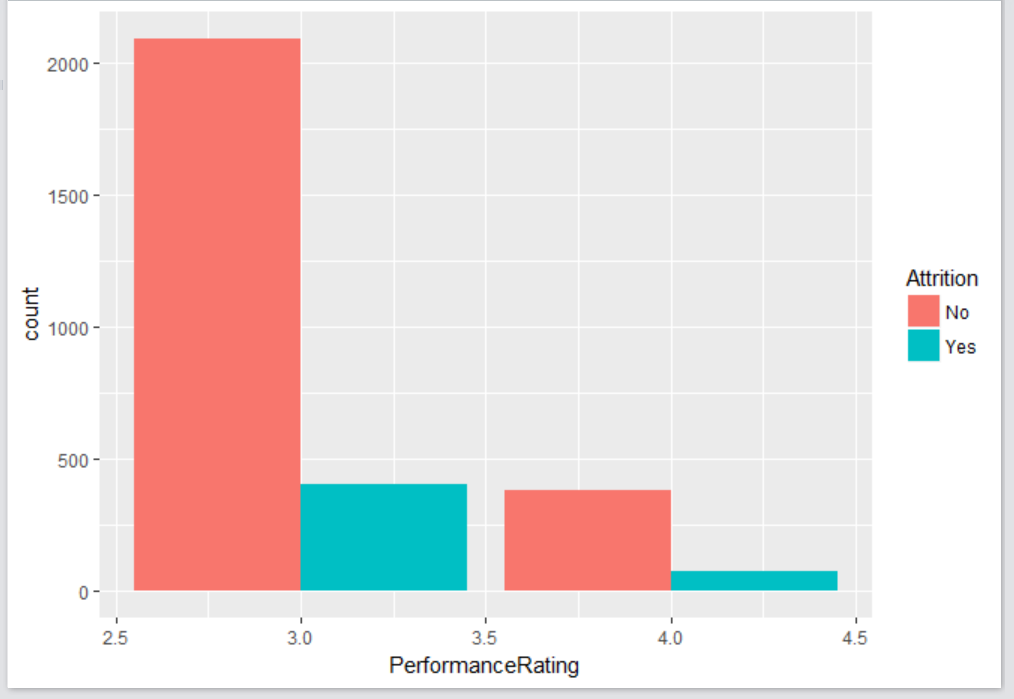 2000
1500
1000
500
0
count
2.5 3.0 3.5 4.0 4.5
PerformanceRating
Attrition
No
Yes